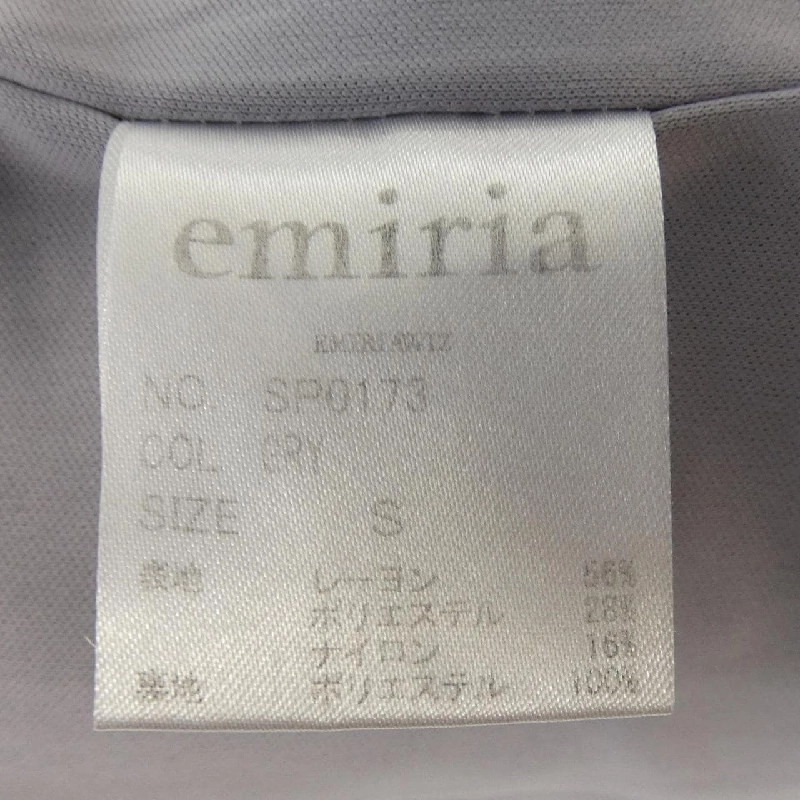 emiria
EMIRIAWIZ
NO. SP0173
COL GRY
SIZE S
表地 レーヨン 56%
ポリエステル 28%
ナイロン 16%
裏地 ポリエステル 100%